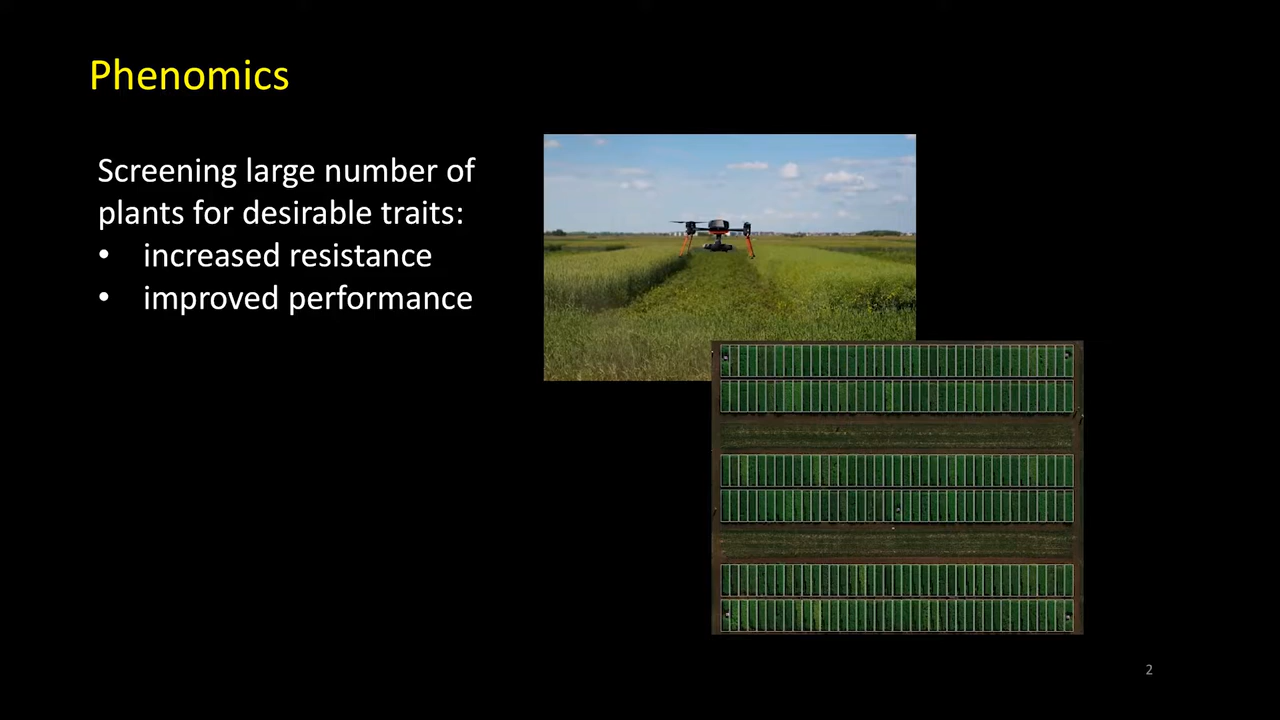 Phenomics
Screening large number of
plants for desirable traits:
• increased resistance
• improved performance
2